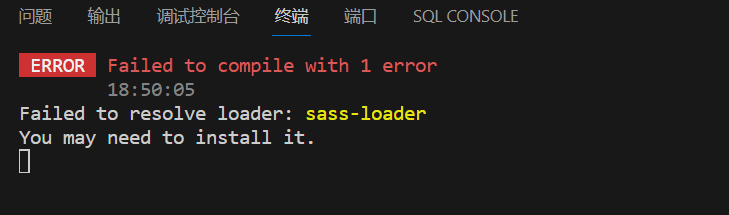 问题 输出 调试控制台 终端 端口 SQL CONSOLE
ERROR Failed to compile with 1 error
18:50:05
Failed to resolve loader: sass-loader
You may need to install it.